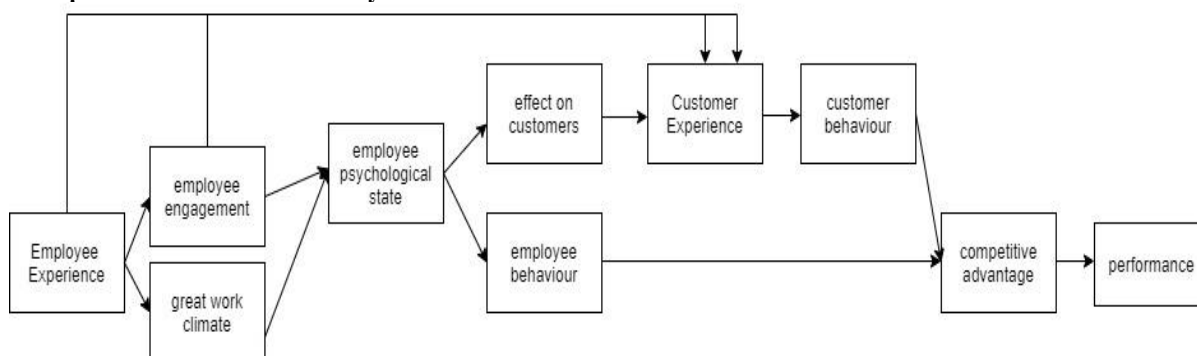 effect on
customers
Customer
Experience
customer
behaviour
employee
psychological
state
employee
engagement
Employee
Experience
employee
behaviour
competitive
advantage
performance
great work
climate